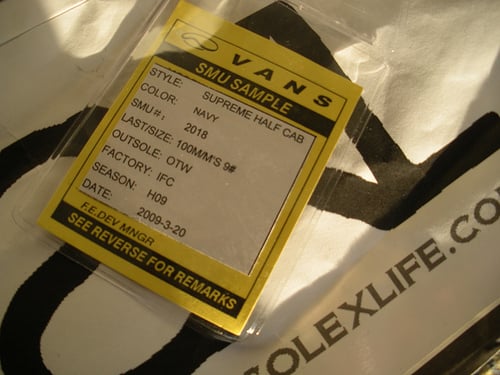 VANS
SMU SAMPLE
STYLE: SUPREME HALF CAB
COLOR: NAVY
SMU #: 2018
LAST/SIZE: 100M/M'S 9#
OUTSOLE: OTW
FACTORY: IFC
SEASON: H09
DATE: 2009-3-20
F.E.DEV MNGR
SEE REVERSE FOR REMARKS
OLEXLIFE.CO